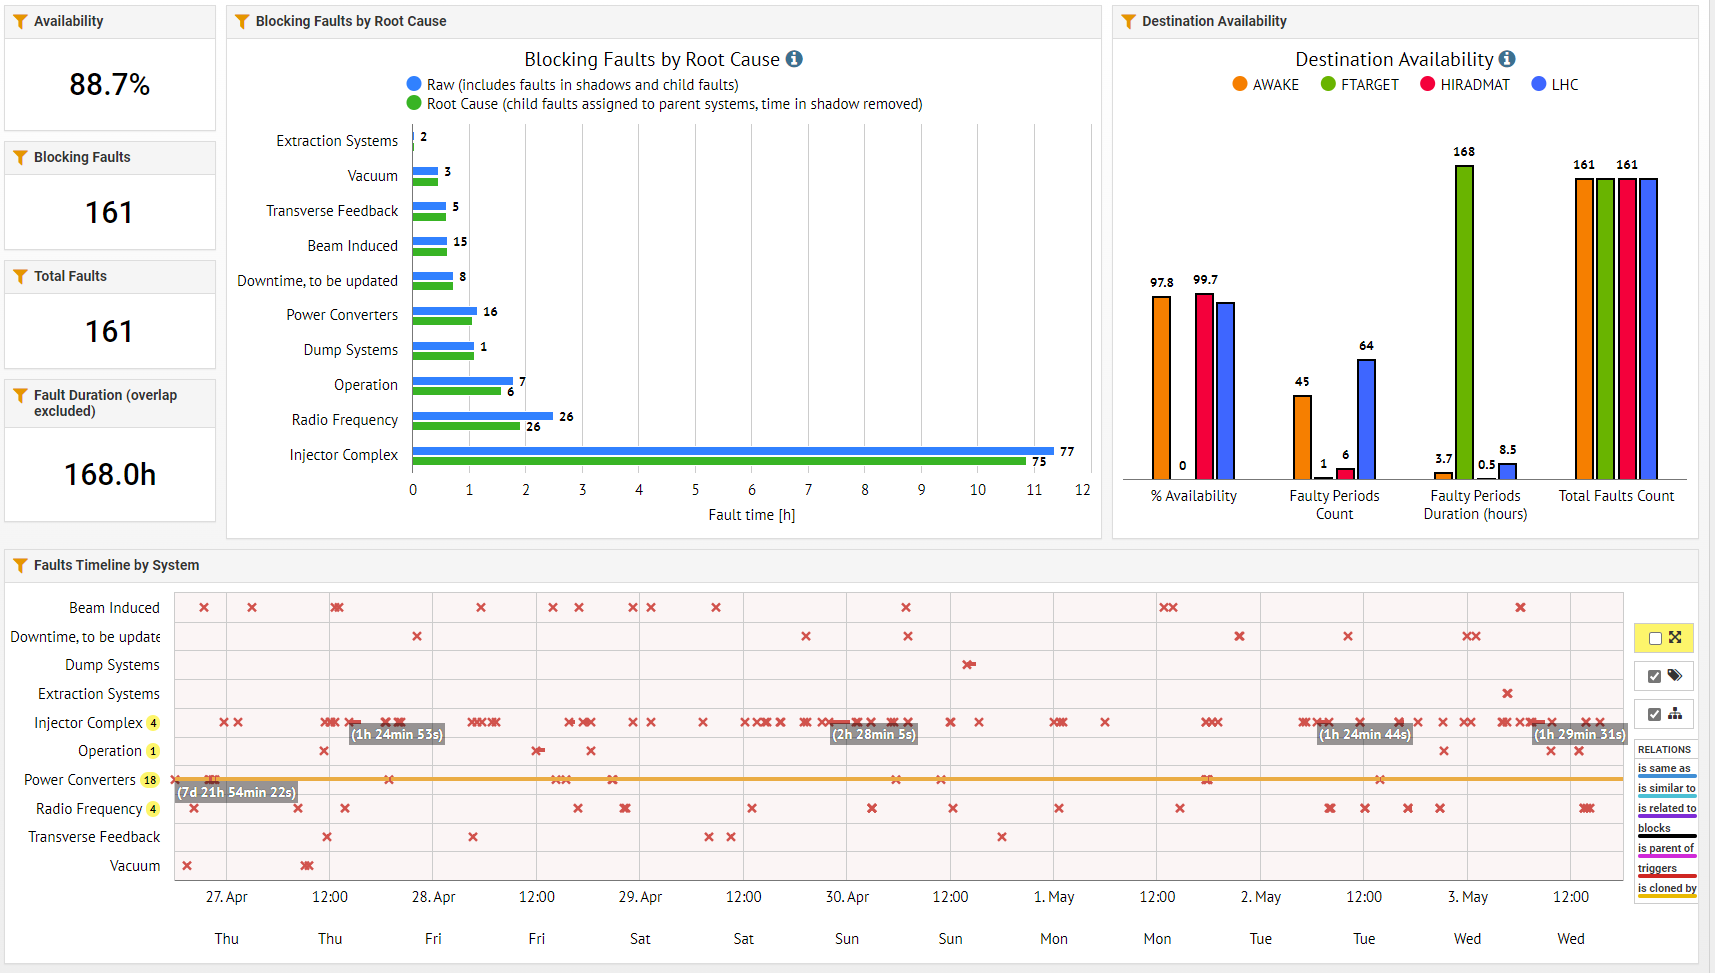 Availability
88.7%
Blocking Faults
161
Total Faults
161
Fault Duration (overlap
excluded)
168.0h
Blocking Faults by Root Cause
Blocking Faults by Root Cause
Raw (includes faults in shadows and child faults)
Root Cause (child faults assigned to parent systems, time in shadow removed)
Extraction Systems 2
Vacuum 3
Transverse Feedback 5
Beam Induced 15
Downtime, to be updated 8
Power Converters 16
Dump Systems 1
Operation 7
6
Radio Frequency 26
26
Injector Complex 77
75
0 1 2 3 4 5 6 7 8 9 10 11 12
Fault time [h]
Destination Availability
Destination Availability
AWAKE FTARGET HIRADMAT LHC
168
161 161
97.8 99.7
64
45
0 1 6 3.7 0.5 8.5
% Availability
Faulty Periods
Count
Faulty Periods
Duration (hours)
Total Faults Count
Faults Timeline by System
Beam Induced
Downtime, to be update
Dump Systems
Extraction Systems
Injector Complex 4
(1h 24min 53s) (2h 28min 5s) (1h 24min 44s) (1h 29min 31s)
Operation 1
Power Converters 18
(7d 21h 54min 22s)
Radio Frequency 4
Transverse Feedback
Vacuum
27. Apr 12:00 28. Apr 12:00 29. Apr 12:00 30. Apr 12:00 1. May 12:00 2. May 12:00 3. May 12:00
Thu Thu Fri Fri Sat Sat Sun Sun Mon Mon Tue Tue Wed Wed
RELATIONS
is same as
is similar to
is related to
blocks
is parent of
triggers
is cloned by